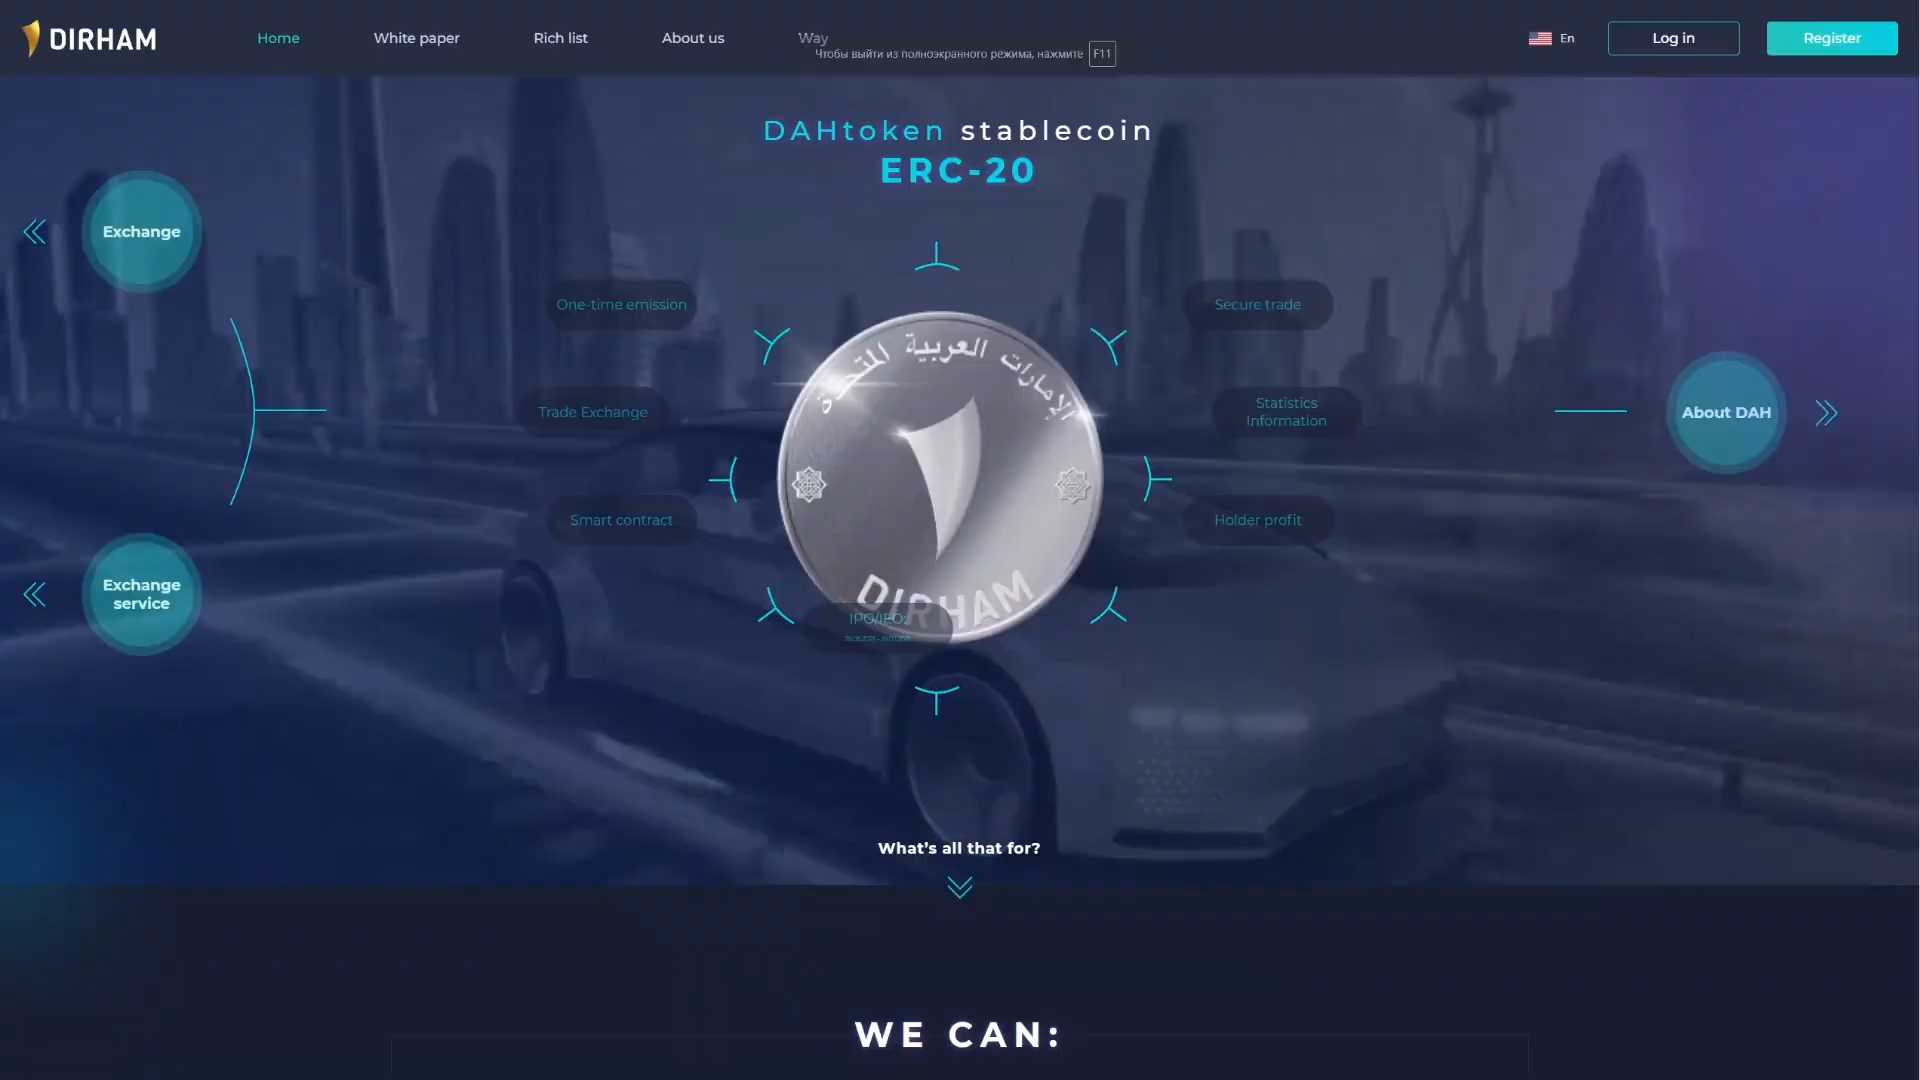 DIRHAM
Home
White paper
Rich list
About us
Way
Чтобы выйти из полноэкранного режима, нажмите F11
En
Log in
Register
DAHtoken stablecoin
ERC-20
Exchange
One-time emission
Secure trade
الإمارات العربية المتحدة
Trade Exchange
Statistics
Information
About DAH
Smart contract
Holder profit
Exchange
service
DIRHAM
IPO/IEO:
What's all that for?
WE CAN: